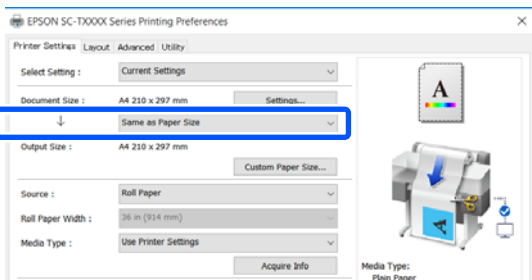 EPSON SC-TXXXX Series Printing Preferences
Printer Settings Layout Advanced Utility
Select Setting : Current Settings
Document Size : A4 210 x 297 mm Settings...
↓ Same as Paper Size
Output Size : A4 210 x 297 mm
Custom Paper Size...
Source : Roll Paper
Roll Paper Width : 36 in (914 mm)
Media Type : Use Printer Settings
Acquire Info
A
A
Media Type:
Plain Paper